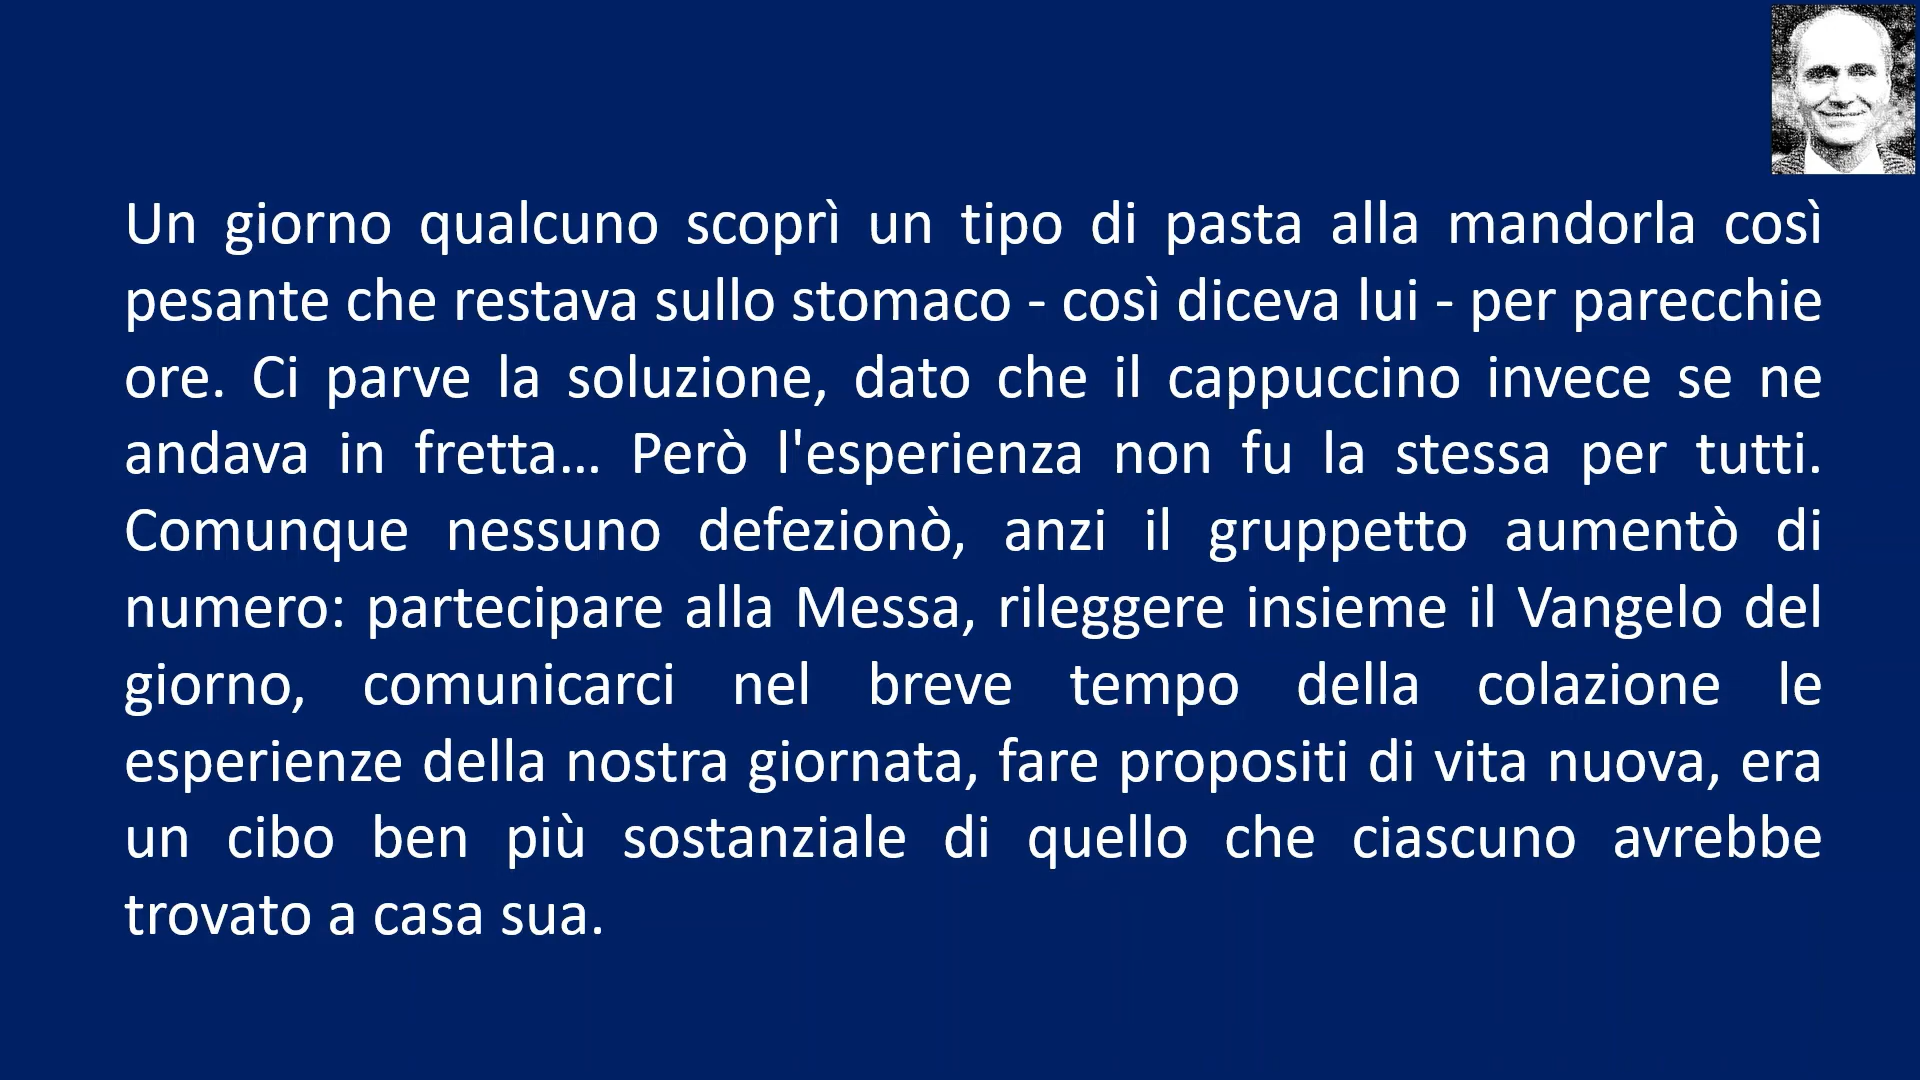 Un giorno qualcuno scoprì un tipo di pasta alla mandorla così
pesante che restava sullo stomaco - così diceva lui - per parecchie
ore. Ci parve la soluzione, dato che il cappuccino invece se ne
andava in fretta... Però l'esperienza non fu la stessa per tutti.
Comunque nessuno defezionò, anzi il gruppetto aumentò di
numero: partecipare alla Messa, rileggere insieme il Vangelo del
giorno, comunicarci nel breve tempo della colazione le
esperienze della nostra giornata, fare propositi di vita nuova, era
un cibo ben più sostanziale di quello che ciascuno avrebbe
trovato a casa sua.